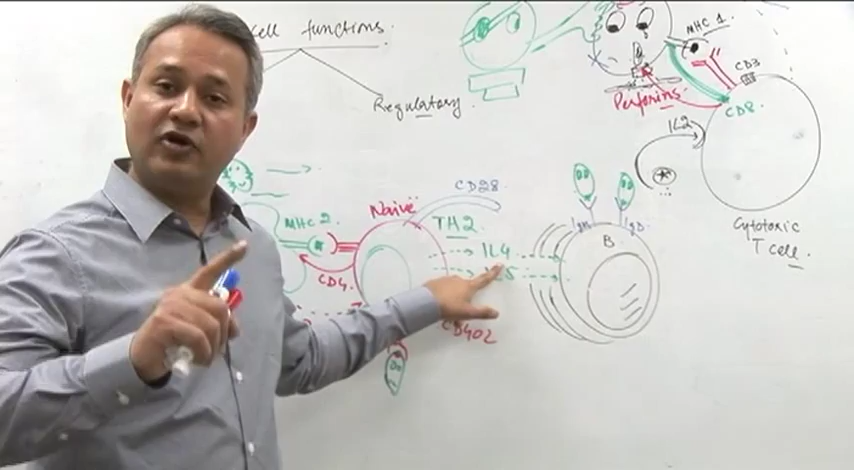 cell functions.
Regulatory.
MHC 1.
CD3
Perforins
CD8.
IL2
CD28
Naive
MHC 2.
TH2.
IL4
CD4.
IgM
IgD
B
CD40L
Cytotoxic
T cell.